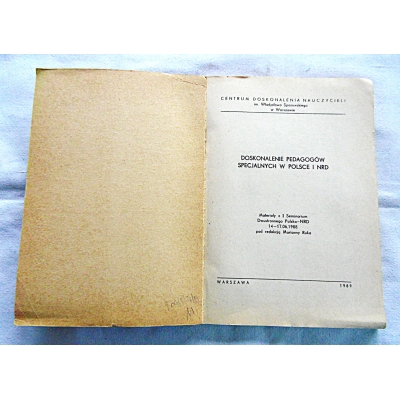 CENTRUM DOSKONALENIA NAUCZYCIELI
im. Władysława Spasowskiego
w Warszawie
DOSKONALENIE PEDAGOGÓW
SPECJALNYCH W POLSCE I NRD
Materiały z 2 Seminarium
Dwustronnego Polska-NRD
14-17.06.1988
pod redakcją Marianny
WARSZAWA 1989